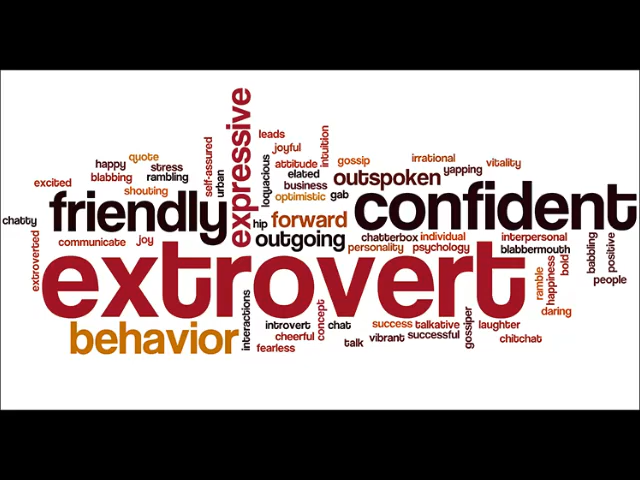 expressive
leads
joyful
intuition
quote
happy
stress
blabbing
rambling
self-assured
urban
loquacious
attitude
elated
business
optimistic
gab
gossip
irrational
yapping
vitality
outspoken
excited
shouting
chatty
friendly
hip
forward
confident
extroverted
communicate
joy
outgoing
chatterbox
individual
personality
psychology
interpersonal
blabbermouth
babbling
positive
people
extrovert
ramble
happiness
bold
daring
behavior
interactions
introvert
cheerful
fearless
concept
chat
talk
success
talkative
vibrant
successful
gossiper
laughter
chitchat